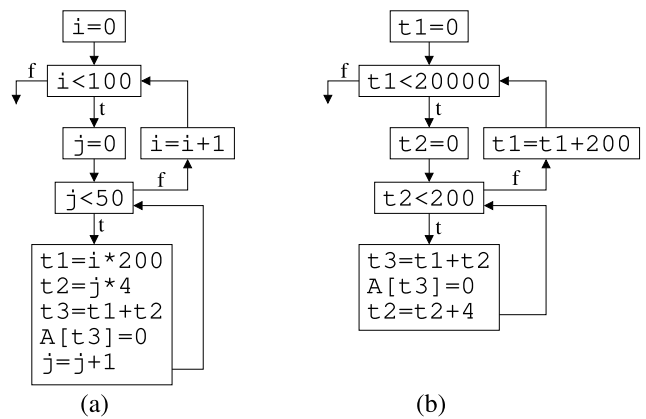 i=0
f
i<100
t
j=0
i=i+1
f
j<50
t
t1=i*200
t2=j*4
t3=t1+t2
A[t3]=0
j=j+1
(a)
t1=0
f
t1<20000
t
t2=0
t1=t1+200
f
t2<200
t
t3=t1+t2
A[t3]=0
t2=t2+4
(b)